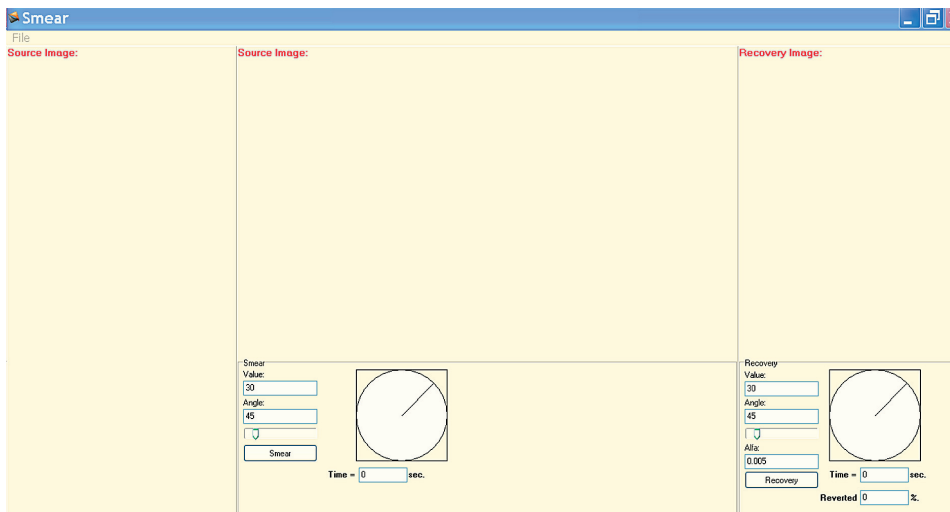 Smear
File
Source Image:
Source Image:
Recovery Image:
Smear
Value:
30
Angle:
45
Smear
Time = 0 sec.
Recovery
Value:
30
Angle:
45
Alfa:
0.005
Recovery
Time = 0 sec.
Reverted 0 %.